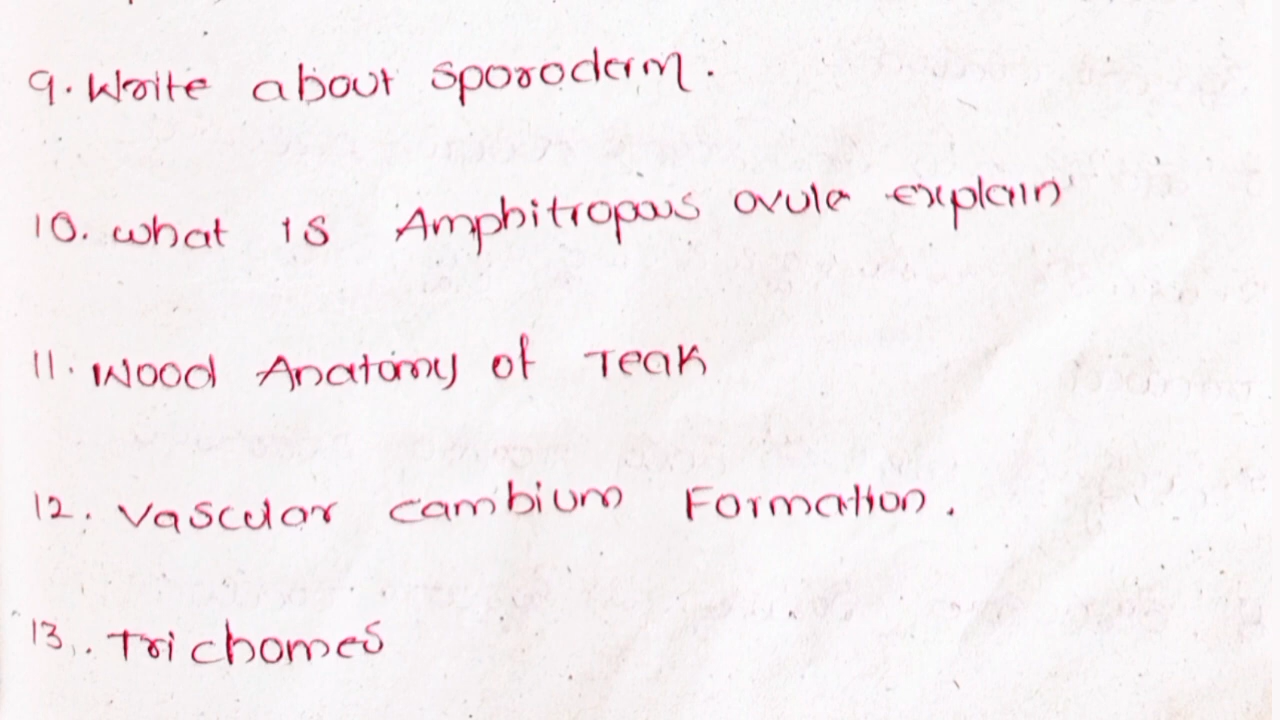 9. Write about sporoderm.
10. what is Amphitropous ovule explain
11. Wood Anatomy of Teak
12. Vascular cambium Formation.
13. Trichomes